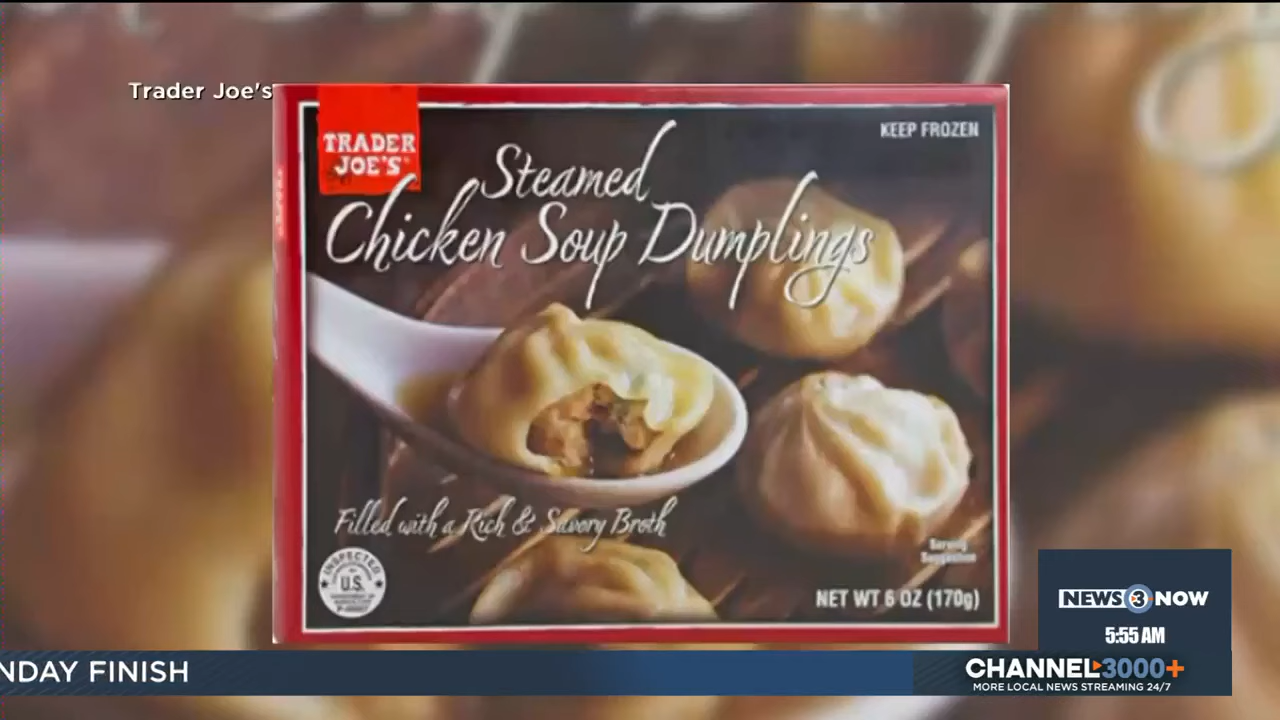 Trader Joe's
TRADER
JOE'S
KEEP FROZEN
Steamed
Chicken Soup Dumplings
Filled with a Rich & Savory Broth
INSPECTED
U.S.
Serving
Suggestion
NET WT 6 OZ (170g)
NEWS 3 NOW
5:55 AM
NDAY FINISH
CHANNEL3000+
MORE LOCAL NEWS STREAMING 24/7